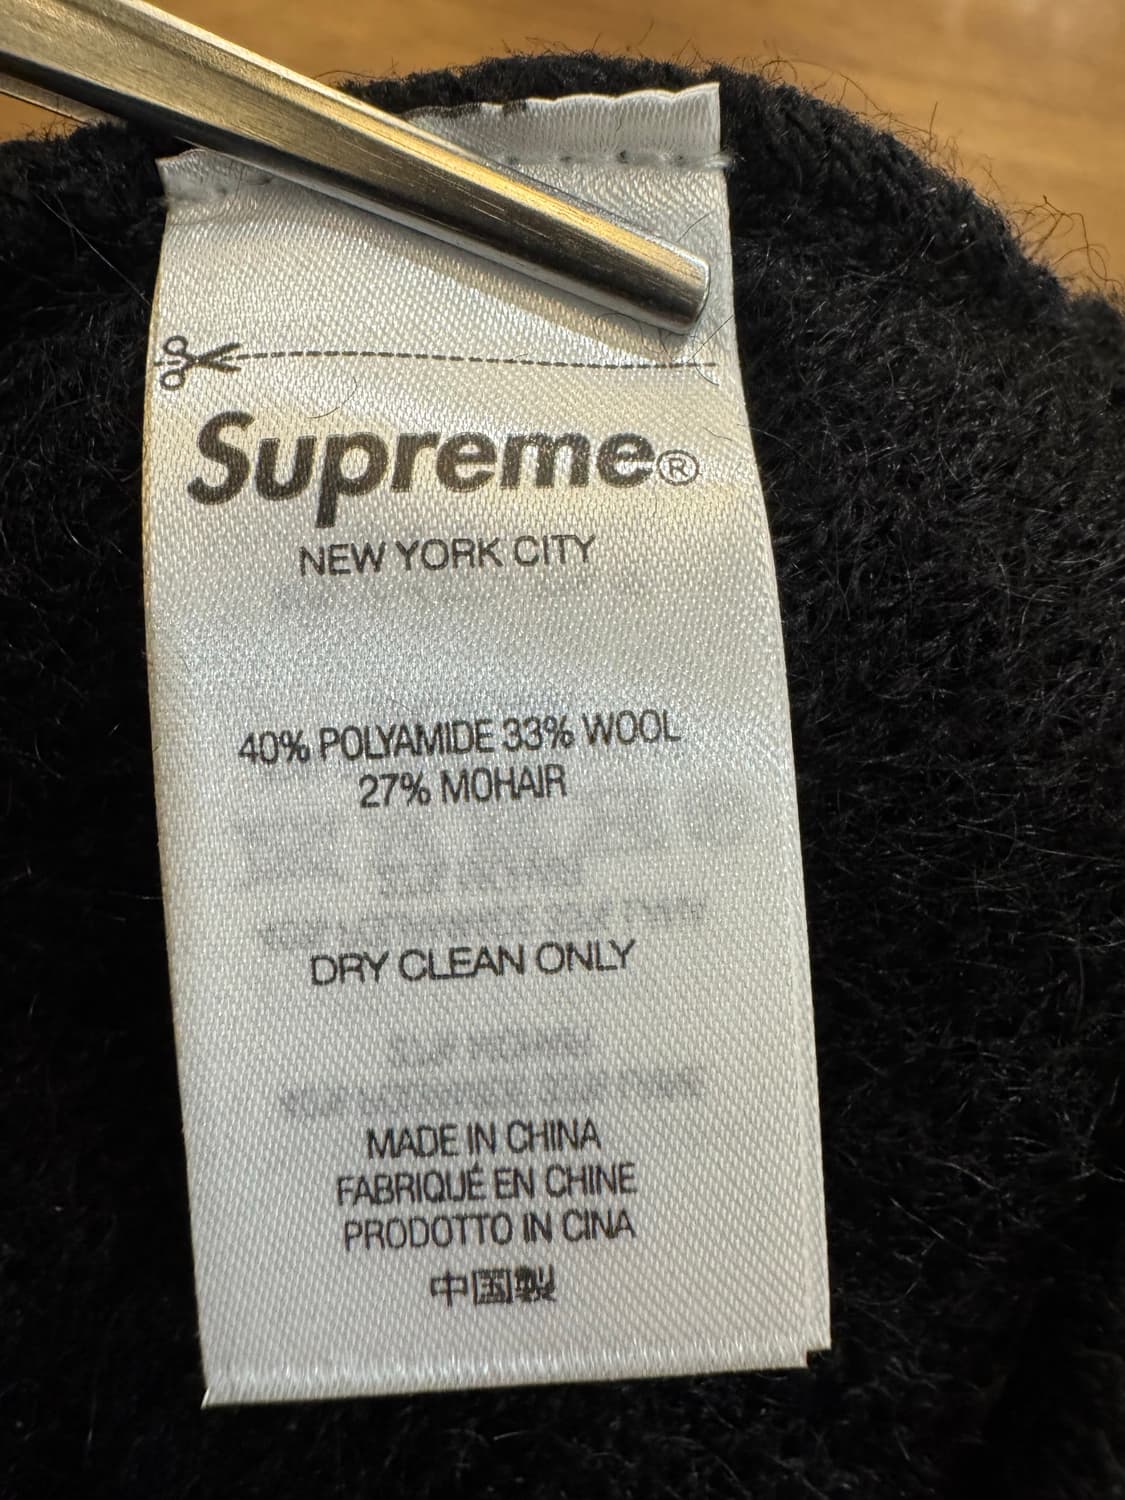 Supreme®
NEW YORK CITY
40% POLYAMIDE 33% WOOL
27% MOHAIR
DRY CLEAN ONLY
MADE IN CHINA
FABRIQUÉ EN CHINE
PRODOTTO IN CINA
中国製